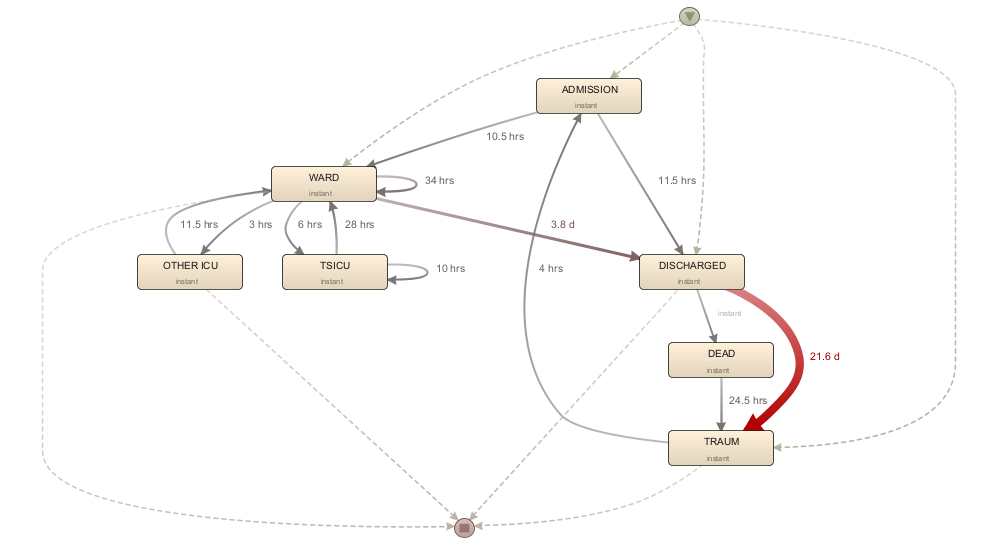 ADMISSION
instant
10.5 hrs
WARD
instant
34 hrs
11.5 hrs
11.5 hrs
3 hrs
6 hrs
28 hrs
3.8 d
OTHER ICU
instant
TSICU
instant
10 hrs
4 hrs
DISCHARGED
instant
instant
DEAD
instant
21.6 d
24.5 hrs
TRAUM
instant